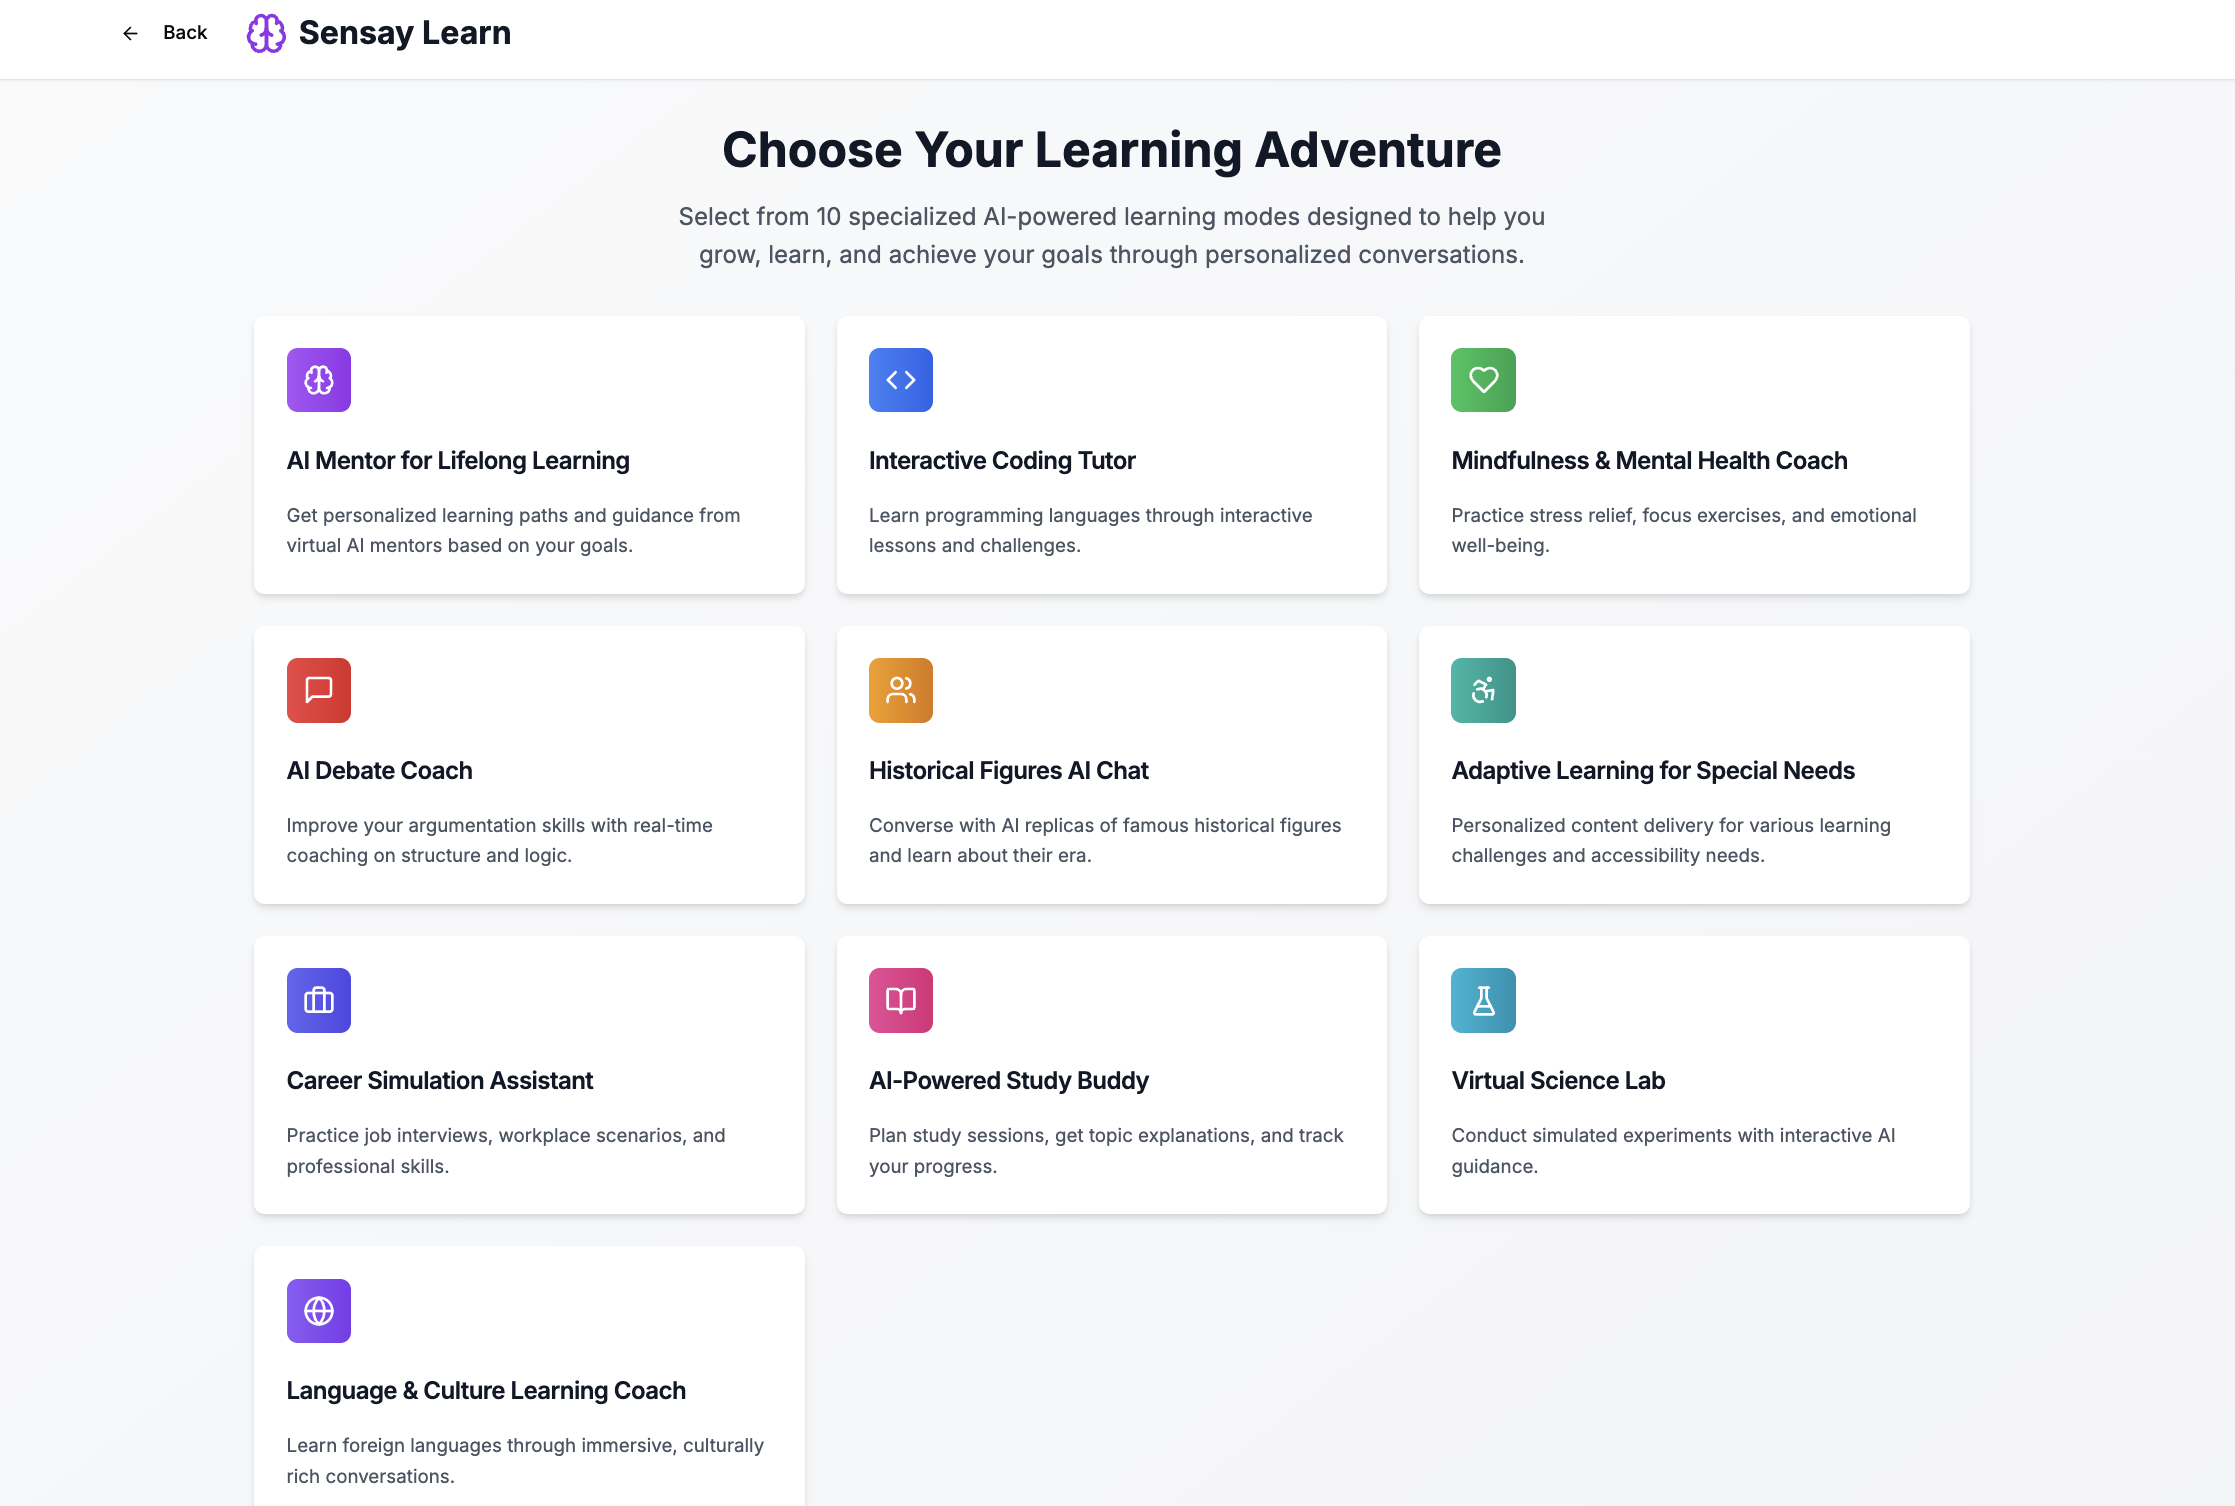 Back
Sensay Learn
Choose Your Learning Adventure
Select from 10 specialized AI-powered learning modes designed to help you
grow, learn, and achieve your goals through personalized conversations.
AI Mentor for Lifelong Learning
Get personalized learning paths and guidance from
virtual AI mentors based on your goals.
Interactive Coding Tutor
Learn programming languages through interactive
lessons and challenges.
Mindfulness & Mental Health Coach
Practice stress relief, focus exercises, and emotional
well-being.
AI Debate Coach
Improve your argumentation skills with real-time
coaching on structure and logic.
Historical Figures AI Chat
Converse with AI replicas of famous historical figures
and learn about their era.
Adaptive Learning for Special Needs
Personalized content delivery for various learning
challenges and accessibility needs.
Career Simulation Assistant
Practice job interviews, workplace scenarios, and
professional skills.
AI-Powered Study Buddy
Plan study sessions, get topic explanations, and track
your progress.
Virtual Science Lab
Conduct simulated experiments with interactive AI
guidance.
Language & Culture Learning Coach
Learn foreign languages through immersive, culturally
rich conversations.